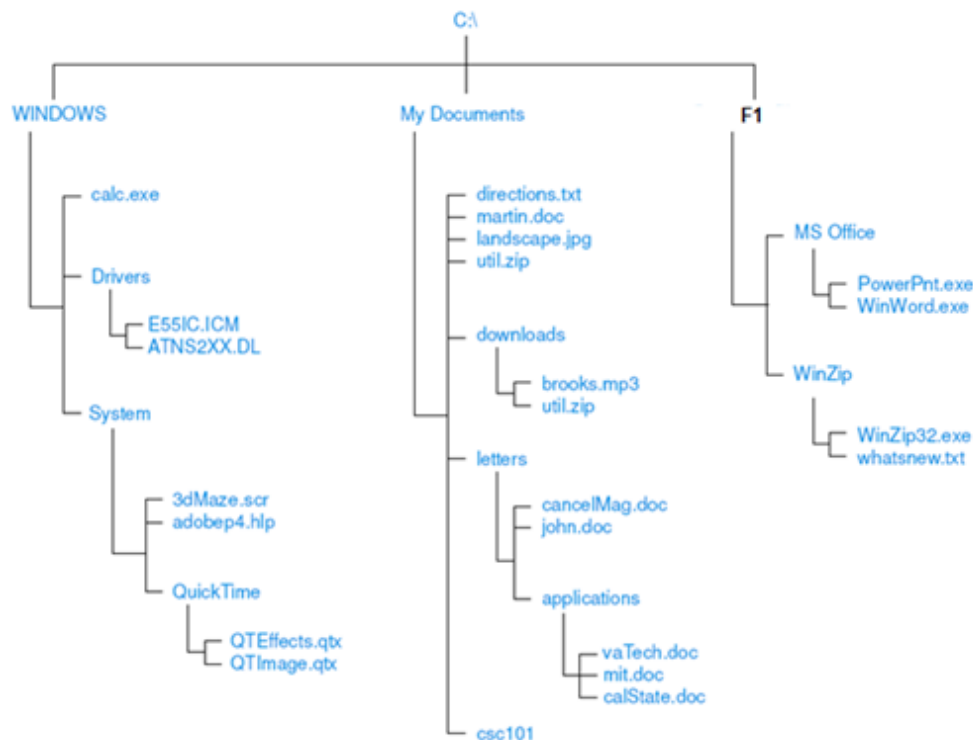 C:\
WINDOWS
My Documents
F1
calc.exe
Drivers
E55IC.ICM
ATNS2XX.DL
System
3dMaze.scr
adobep4.hlp
QuickTime
QTEffects.qtx
QTImage.qtx
directions.txt
martin.doc
landscape.jpg
util.zip
downloads
brooks.mp3
util.zip
letters
cancelMag.doc
john.doc
applications
vaTech.doc
mit.doc
calState.doc
csc101
MS Office
PowerPnt.exe
WinWord.exe
WinZip
WinZip32.exe
whatsnew.txt